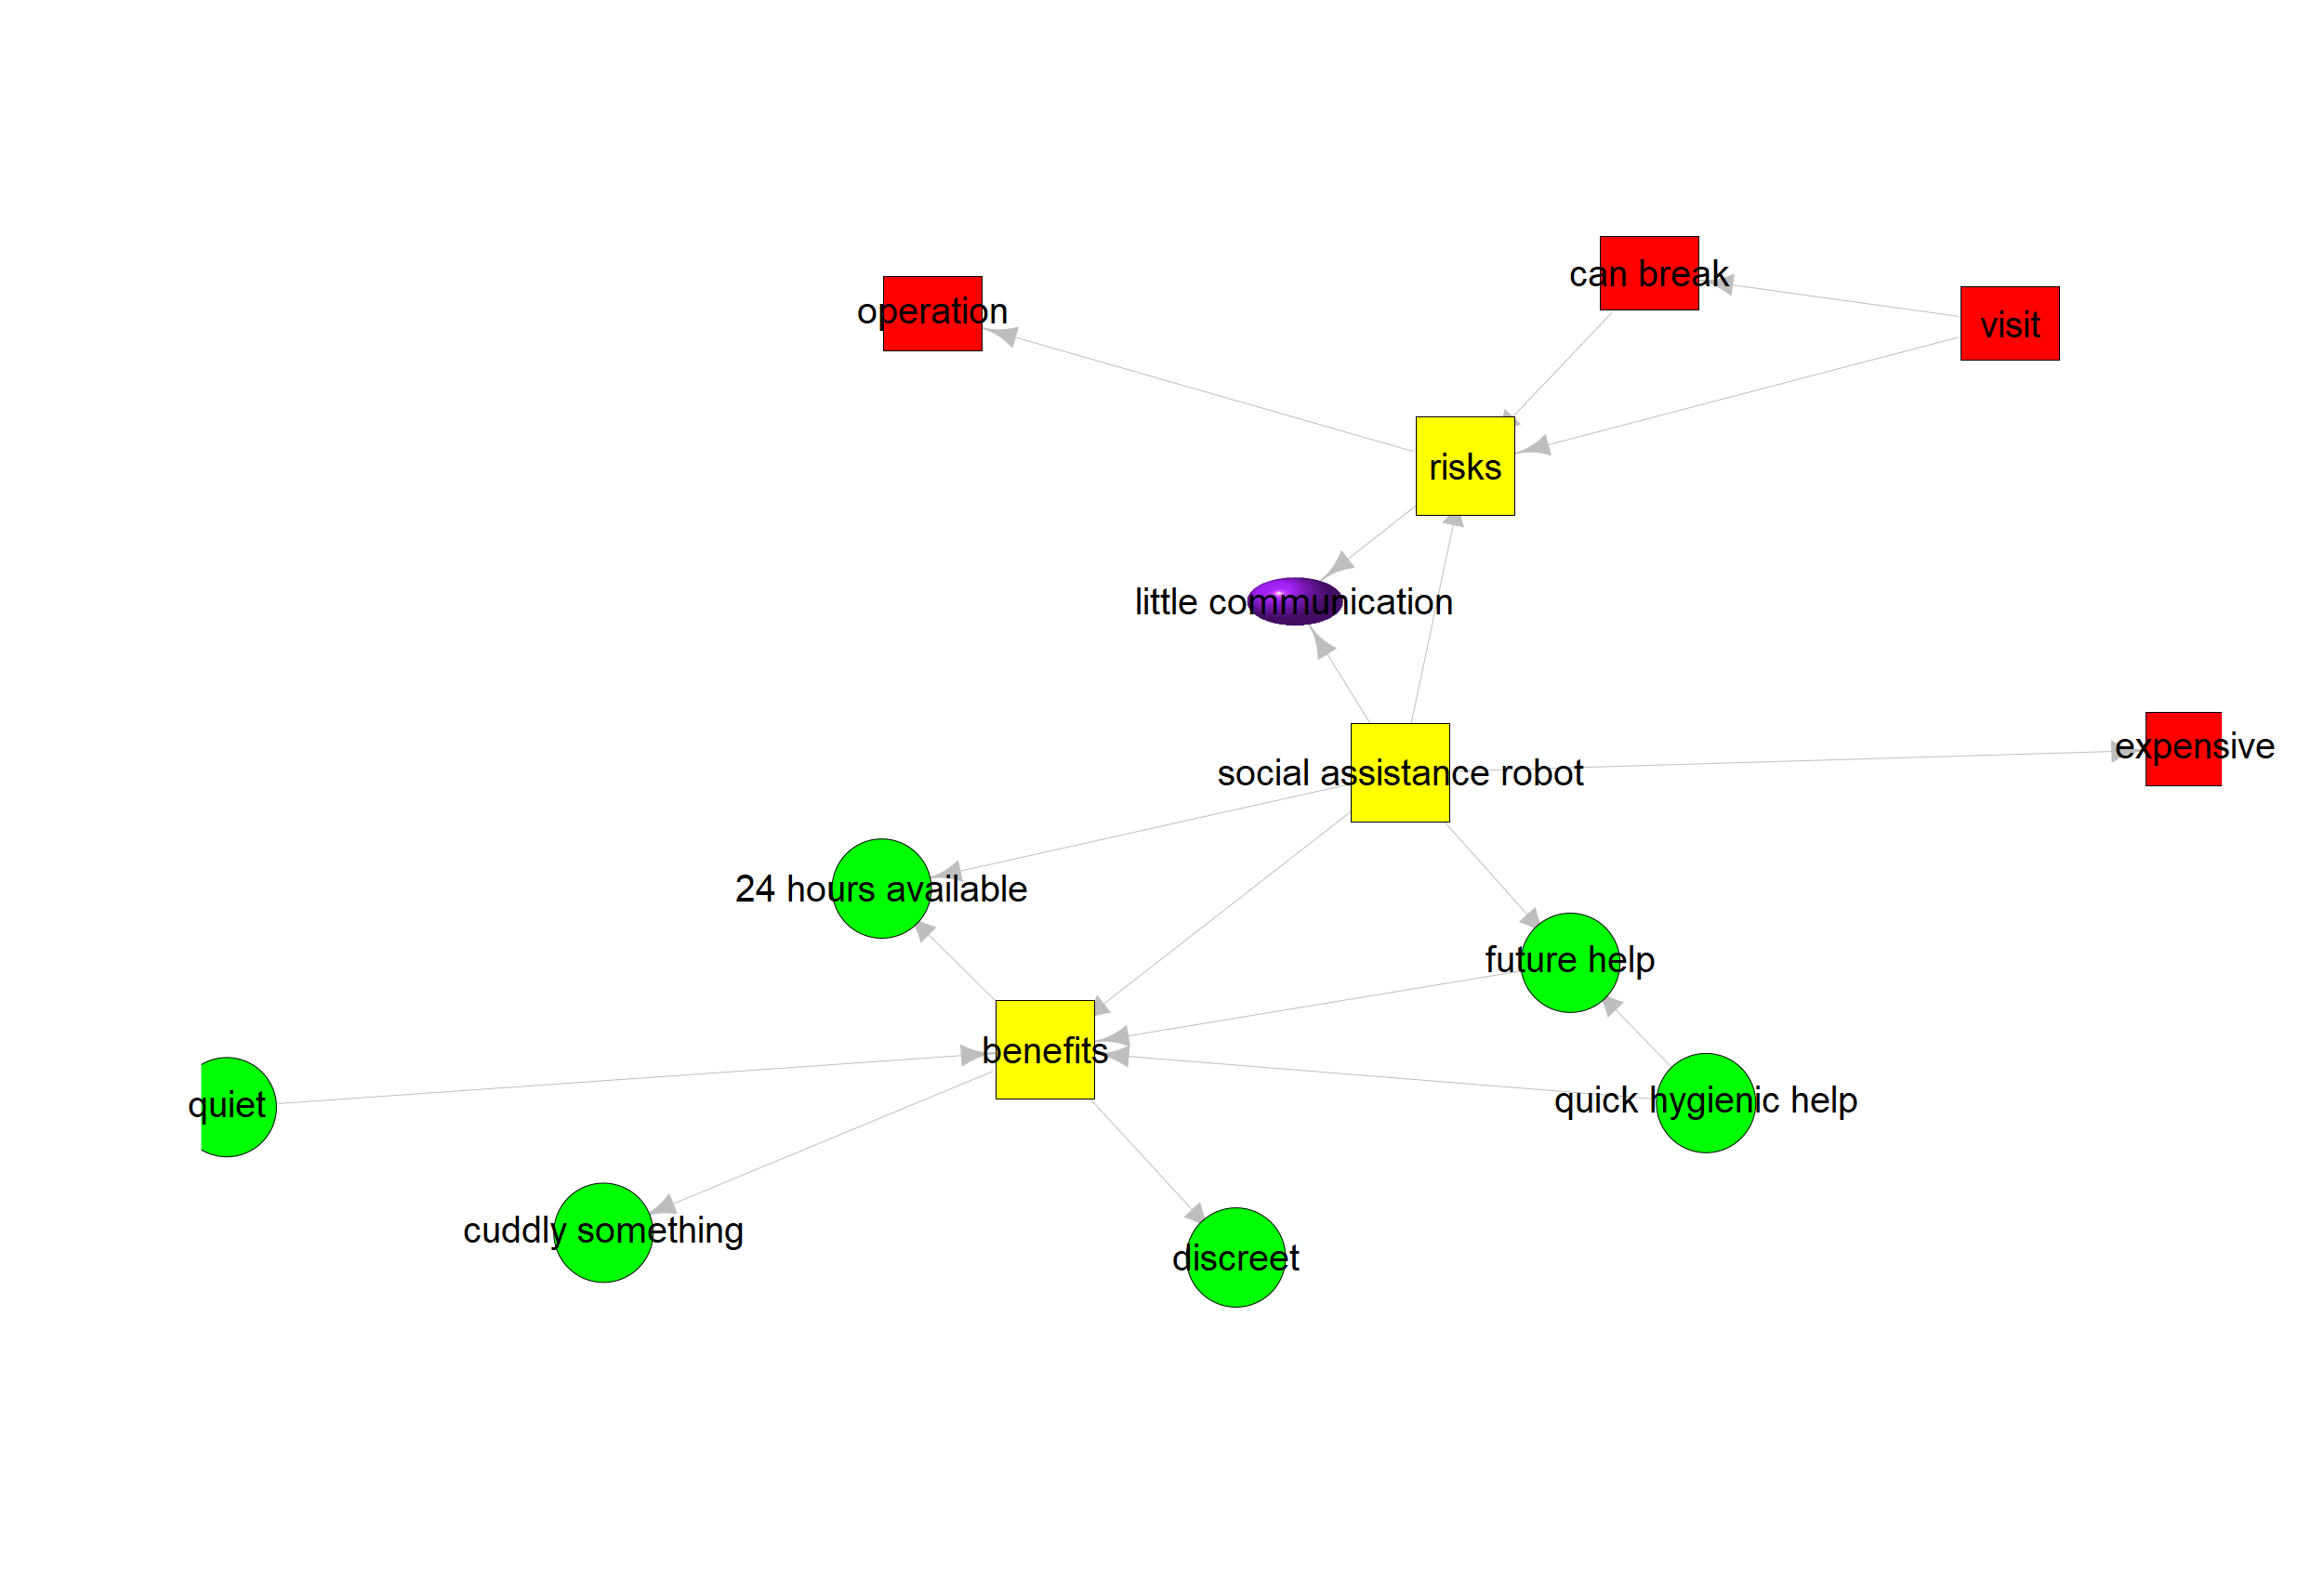 can break
operation
visit
risks
little communication
expensive
social assistance robot
24 hours available
future help
benefits
quick hygienic help
quiet
cuddly something
discreet